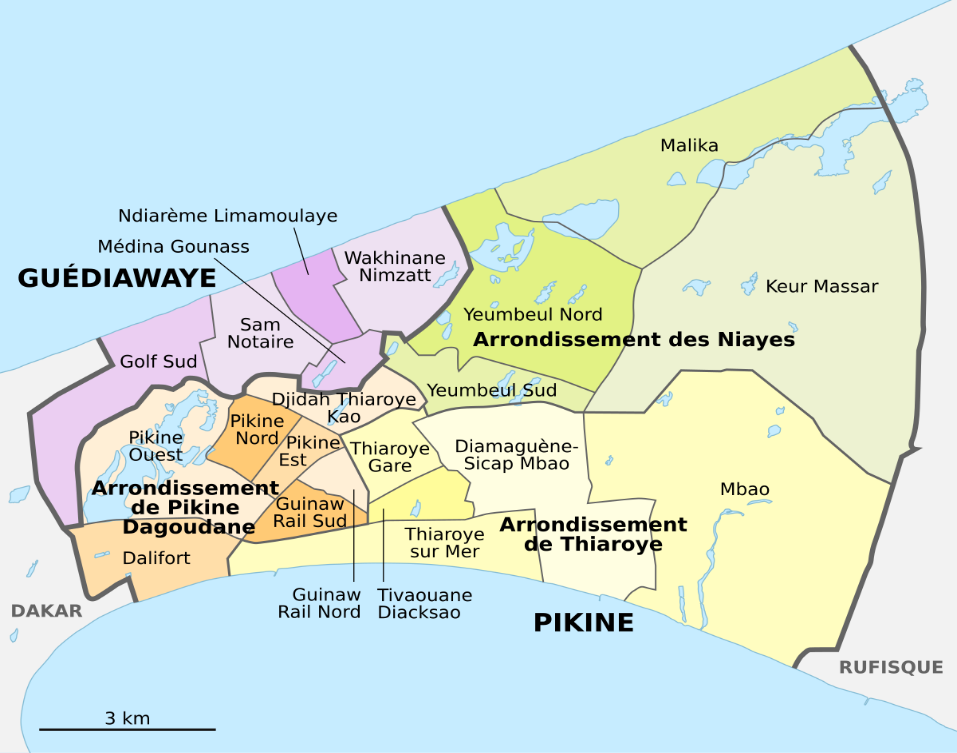 Malika
Ndiarème Limamoulaye
Médina Gounass
GUÉDIAWAYE
Wakhinane
Nimzatt
Keur Massar
Yeumbeul Nord
Sam
Notaire
Arrondissement des Niayes
Golf Sud
Yeumbeul Sud
Djidah Thiaroye
Kao
Pikine
Nord
Pikine
Ouest
Pikine
Est
Thiaroye
Gare
Diamaguène-
Sicap Mbao
Arrondissement
de Pikine
Dagoudane
Mbao
Guinaw
Rail Sud
Arrondissement
de Thiaroye
Thiaroye
sur Mer
Dalifort
Guinaw
Rail Nord
Tivaouane
Diacksao
DAKAR
PIKINE
RUFISQUE
3 km